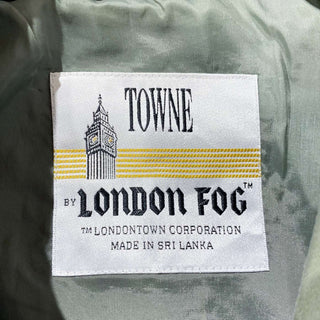 TOWNE
BY LONDON FOG™
™ LONDONTOWN CORPORATION
MADE IN SRI LANKA